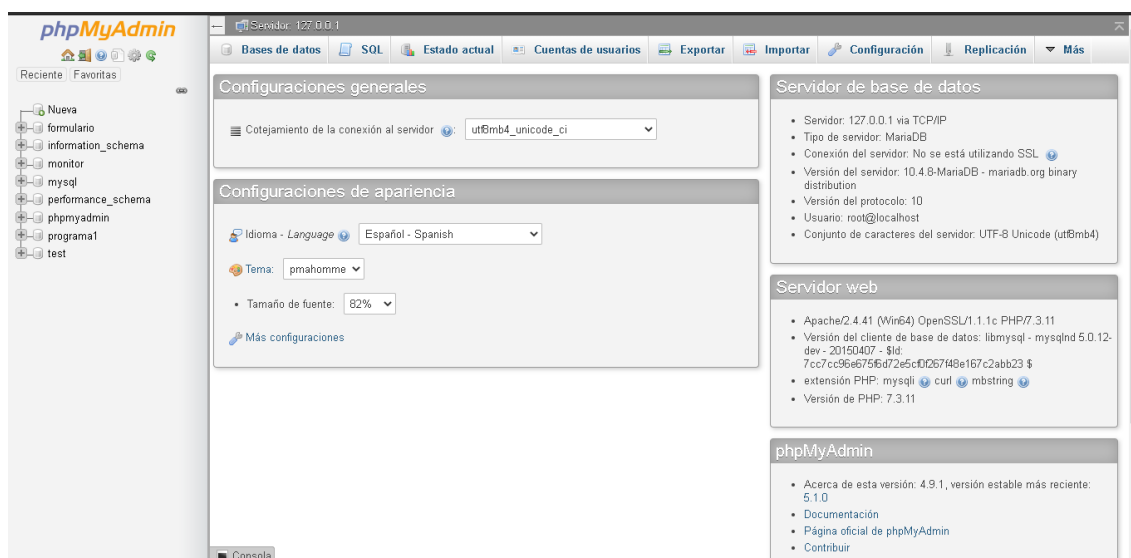 phpMyAdmin
Reciente Favoritas
Nueva
formulario
information_schema
monitor
mysql
performance_schema
phpmyadmin
programa1
test
Servidor: 127.0.0.1
Bases de datos SQL Estado actual Cuentas de usuarios Exportar Importar Configuración Replicación Más
Configuraciones generales
Cotejamiento de la conexión al servidor : utf8mb4_unicode_ci
Configuraciones de apariencia
Idioma - Language Español - Spanish
Tema: pmahomme
• Tamaño de fuente: 82%
Más configuraciones
Consola
Servidor de base de datos
• Servidor: 127.0.0.1 via TCP/IP
• Tipo de servidor: MariaDB
• Conexión del servidor: No se está utilizando SSL
• Versión del servidor: 10.4.8-MariaDB - mariadb.org binary
distribution
• Versión del protocolo: 10
• Usuario: root@localhost
• Conjunto de caracteres del servidor: UTF-8 Unicode (utf8mb4)
Servidor web
• Apache/2.4.41 (Win64) OpenSSL/1.1.1c PHP/7.3.11
• Versión del cliente de base de datos: libmysql - mysqlnd 5.0.12-
dev - 20150407 - $Id:
7cc7cc96e675f6d72e5cf0f267f48e167c2abb23 $
• extensión PHP: mysqli curl mbstring
• Versión de PHP: 7.3.11
phpMyAdmin
• Acerca de esta versión: 4.9.1, versión estable más reciente:
5.1.0
• Documentación
• Página oficial de phpMyAdmin
• Contribuir